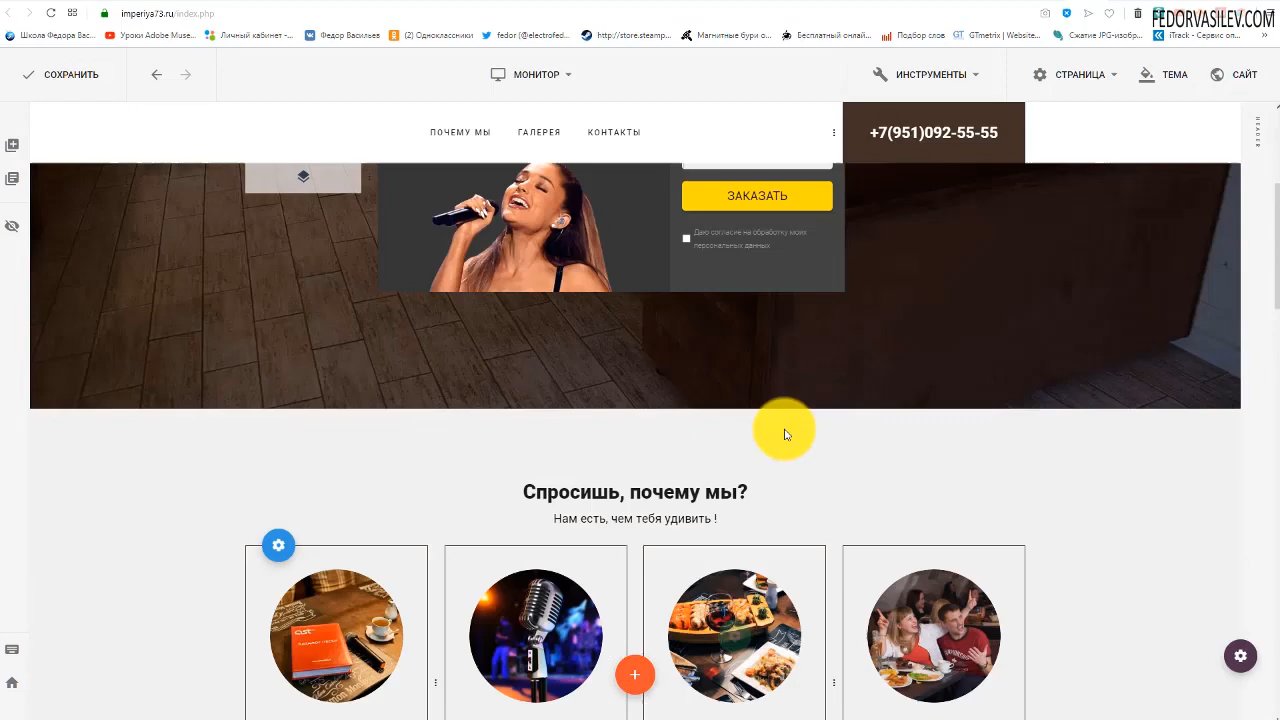 FEDORVASILEV.COM
imperiya73.ru/index.php
Школа Федора Вас... Уроки Adobe Muse... Личный кабинет -... Федор Васильев (2) Одноклассники fedor (@electrofed... http://store.steamp... Магнитные бури о... Бесплатный онлай... Подбор слов GTmetrix | Website... Сжатие JPG-изобр... iTrack - Сервис оп...
СОХРАНИТЬ МОНИТОР ИНСТРУМЕНТЫ СТРАНИЦА ТЕМА САЙТ
ПОЧЕМУ МЫ ГАЛЕРЕЯ КОНТАКТЫ +7(951)092-55-55
HEADER
ЗАКАЗАТЬ
Даю согласие на обработку моих
персональных данных
Спросишь, почему мы?
Нам есть, чем тебя удивить !